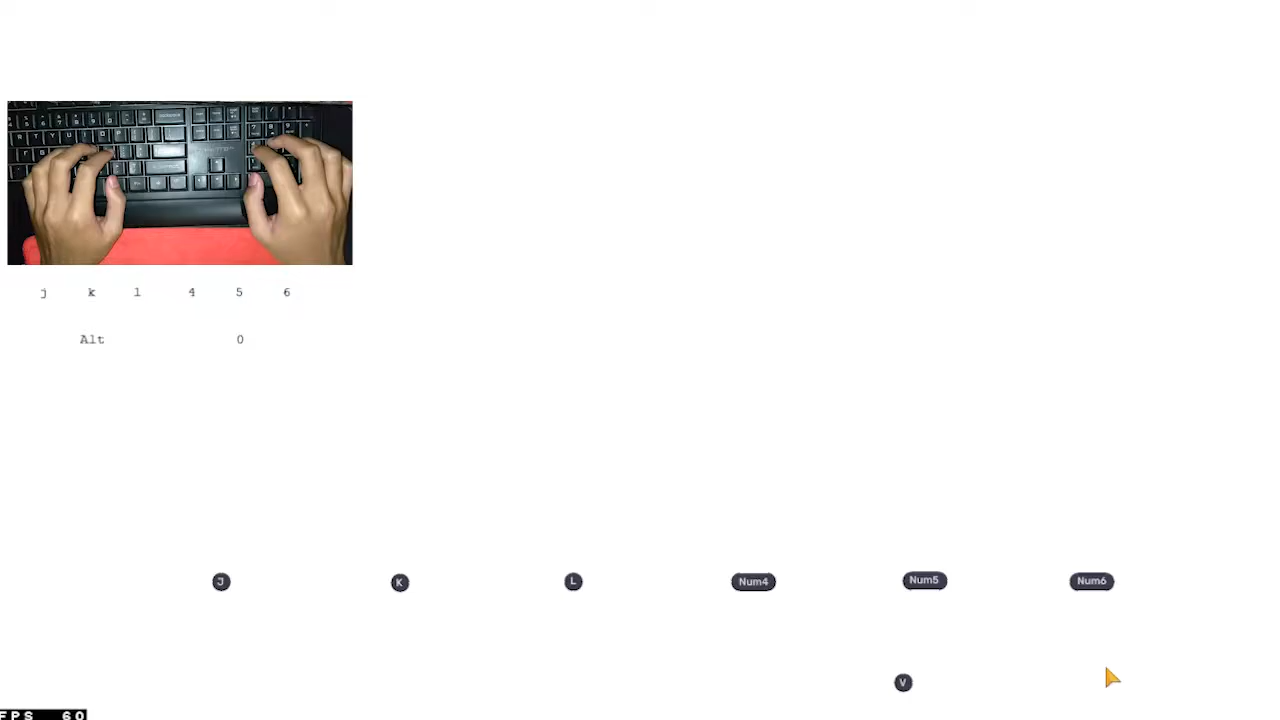 j k l 4 5 6
Alt 0
J K L Num4 Num5 Num6
V
FPS 60